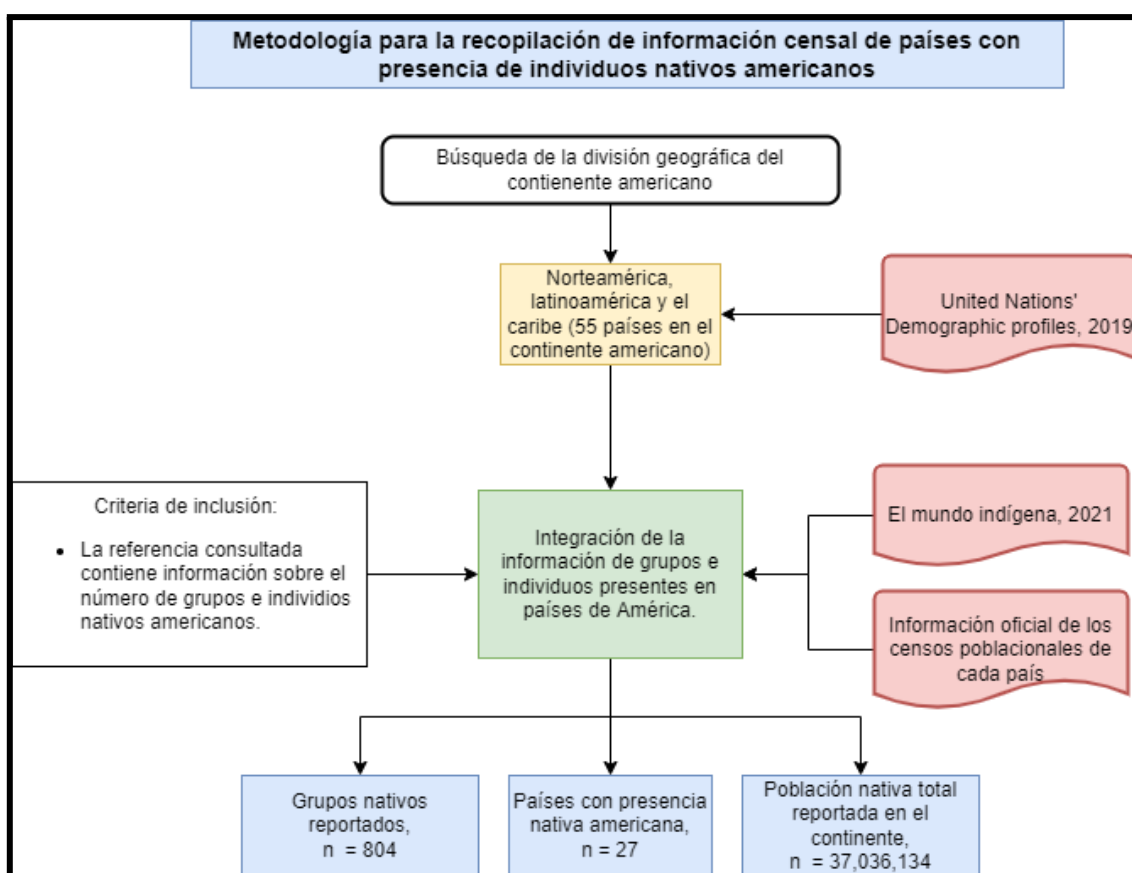 Metodología para la recopilación de información censal de países con
presencia de individuos nativos americanos
Búsqueda de la división geográfica del
contienente americano
Norteamérica,
latinoamérica y el
caribe (55 países en el
continente americano)
United Nations'
Demographic profiles, 2019
Criteria de inclusión:
• La referencia consultada
contiene información sobre el
número de grupos e individios
nativos americanos.
Integración de la
información de grupos e
individuos presentes en
países de América.
El mundo indígena, 2021
Información oficial de los
censos poblacionales de
cada país
Grupos nativos
reportados,
n = 804
Países con presencia
nativa americana,
n = 27
Población nativa total
reportada en el
continente,
n = 37,036,134